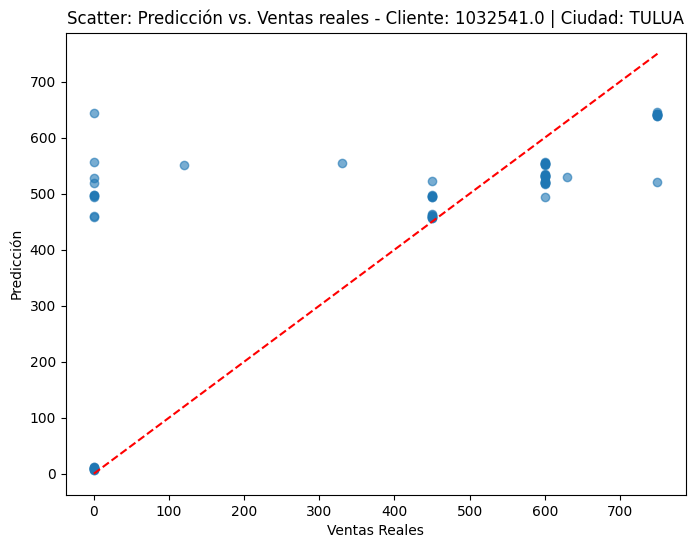 Scatter: Predicción vs. Ventas reales - Cliente: 1032541.0 | Ciudad: TULUA
700
600
500
400
300
200
100
0
Predicción
0 100 200 300 400 500 600 700
Ventas Reales